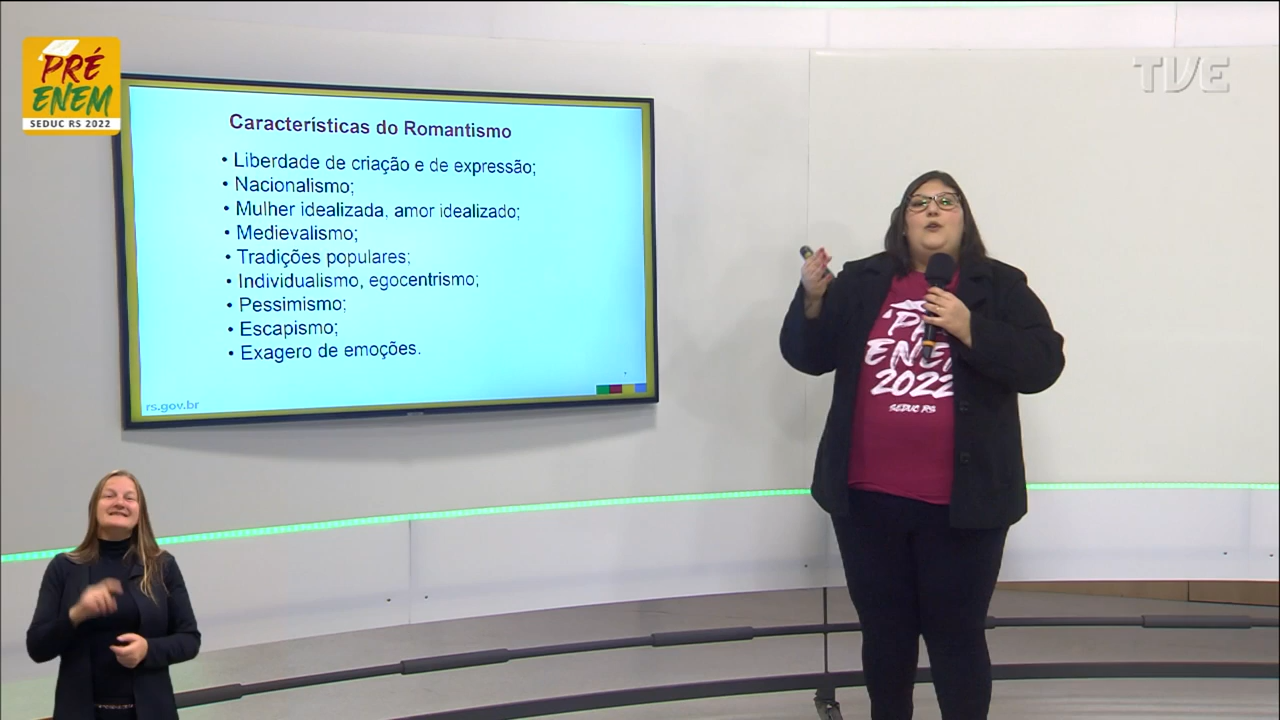 PRÉ
ENEM
SEDUC RS 2022
TVE
Características do Romantismo
• Liberdade de criação e de expressão;
• Nacionalismo;
• Mulher idealizada, amor idealizado;
• Medievalismo;
• Tradições populares;
• Individualismo, egocentrismo;
• Pessimismo;
• Escapismo;
• Exagero de emoções.
rs.gov.br
ENEM
2022
SEDUC RS